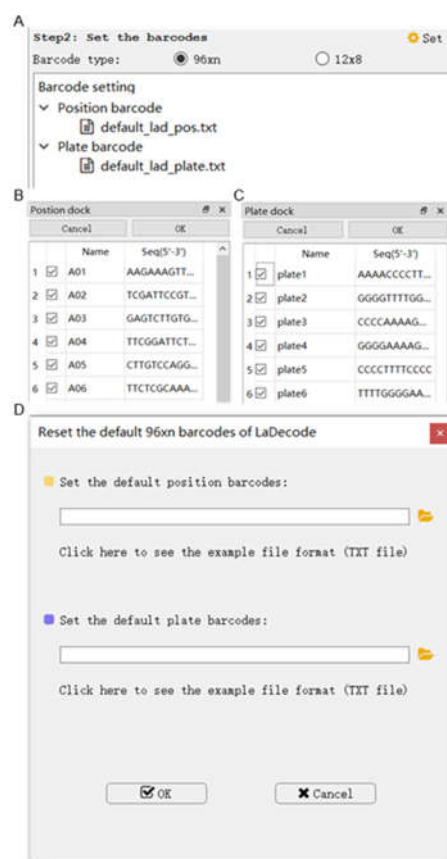 A
Step2: Set the barcodes Set
Barcode type: 96xn 12x8
Barcode setting
Position barcode
default_lad_pos.txt
Plate barcode
default_lad_plate.txt
B
Postion dock
Cancel OK
Name Seq(5'-3')
1 A01 AAGAAAGTT...
2 A02 TCGATTCCGT...
3 A03 GAGTCTTGTG...
4 A04 TTCGGATTCT...
5 A05 CTTGTCCAGG...
6 A06 TTCTCGCAAA...
C
Plate dock
Cancel OK
Name Seq(5'-3')
1 plate1 AAAACCCCTT...
2 plate2 GGGGTTTTGG...
3 plate3 CCCCAAAAG...
4 plate4 GGGGAAAAG...
5 plate5 CCCCTTTTCCCC
6 plate6 TTTTGGGGAA...
D
Reset the default 96xn barcodes of LaDecode
Set the default position barcodes:
Click here to see the example file format (TXT file)
Set the default plate barcodes:
Click here to see the example file format (TXT file)
OK Cancel